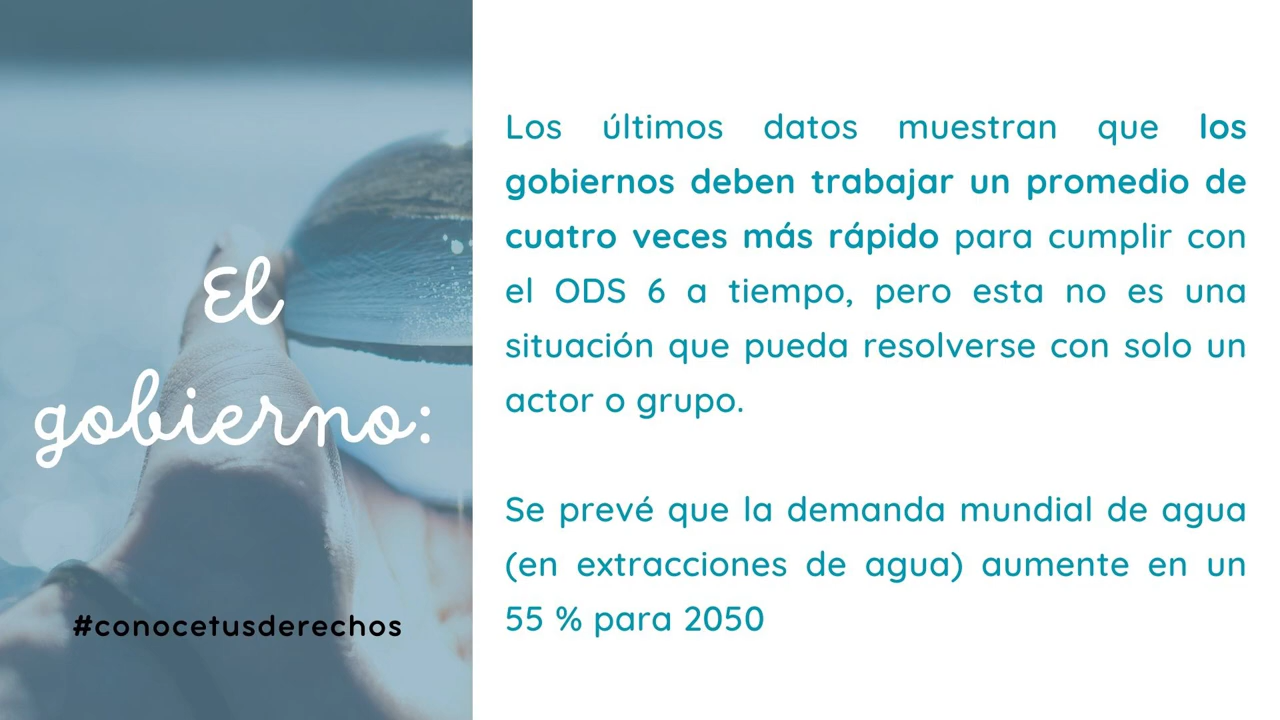 El
gobierno:
#conocetusderechos
Los últimos datos muestran que los
gobiernos deben trabajar un promedio de
cuatro veces más rápido para cumplir con
el ODS 6 a tiempo, pero esta no es una
situación que pueda resolverse con solo un
actor o grupo.
Se prevé que la demanda mundial de agua
(en extracciones de agua) aumente en un
55 % para 2050